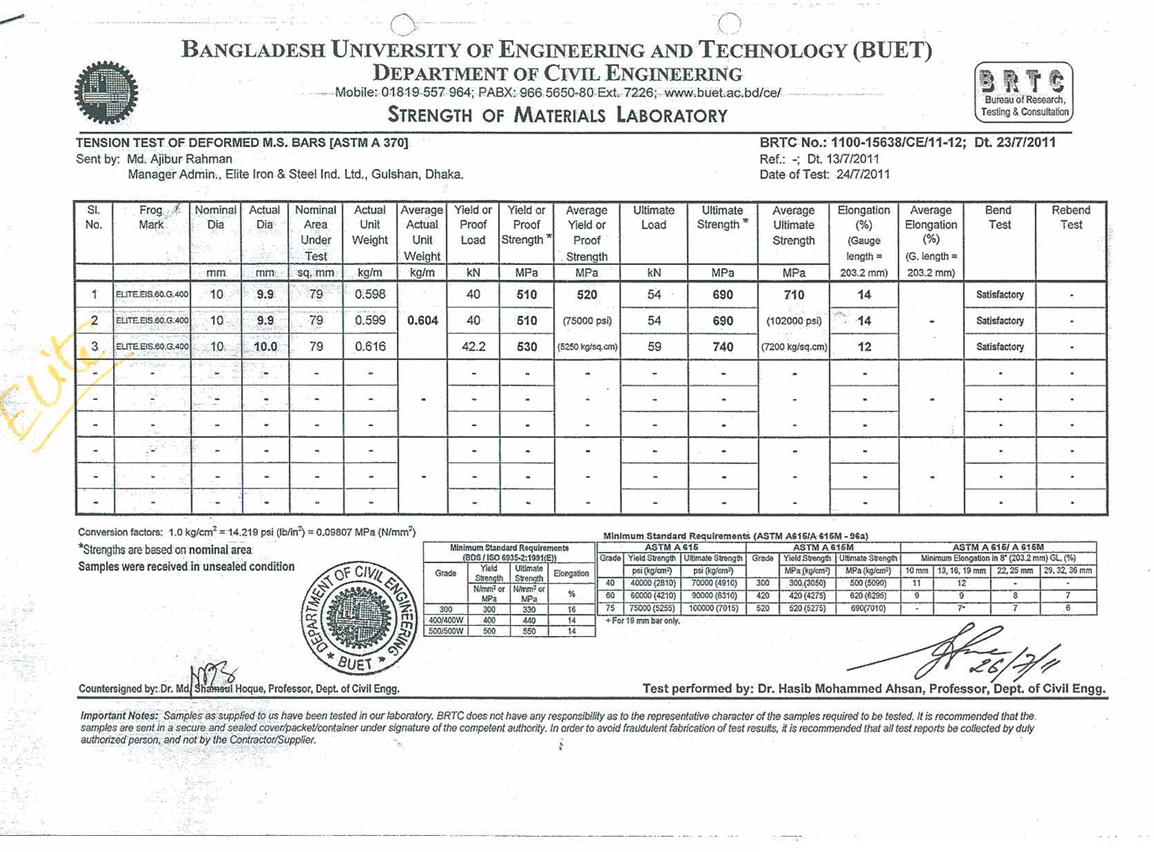 BANGLADESH UNIVERSITY OF ENGINEERING AND TECHNOLOGY (BUET)
DEPARTMENT OF CIVIL ENGINEERING
Mobile: 01819 557 964; PABX: 966 5650-80 Ext. 7226; www.buet.ac.bd/ce/
STRENGTH OF MATERIALS LABORATORY
BRTC
Bureau of Research,
Testing & Consultation
TENSION TEST OF DEFORMED M.S. BARS [ASTM A 370]
BRTC No.: 1100-15638/CE/11-12; Dt. 23/7/2011
Sent by: Md. Ajibur Rahman
Ref.: -; Dt. 13/7/2011
Manager Admin., Elite Iron & Steel Ind. Ltd., Gulshan, Dhaka.
Date of Test: 24/7/2011
Sl. No. Frog Mark Nominal Dia Actual Dia Nominal Area Under Test Actual Unit Weight Average Actual Unit Weight Yield or Proof Load Yield or Proof Strength * Average Yield or Proof Strength Ultimate Load Ultimate Strength * Average Ultimate Strength Elongation (%) (Gauge length = 203.2 mm) Average Elongation (%) (G. length = 203.2 mm) Bend Test Rebend Test
mm mm sq. mm kg/m kg/m kN MPa MPa kN MPa MPa
1 ELITE.EIS.60.G.400 10 9.9 79 0.598 40 510 520 54 690 710 14 Satisfactory -
2 ELITE.EIS.60.G.400 10 9.9 79 0.599 0.604 40 510 (75000 psi) 54 690 (102000 psi) 14 - Satisfactory -
3 ELITE.EIS.60.G.400 10 10.0 79 0.616 42.2 530 (5250 kg/sq.cm) 59 740 (7200 kg/sq.cm) 12 Satisfactory -
- - - - - - - - - - - - - -
- - - - - - - - - - - - - - - -
- - - - - - - - - - - - - -
- - - - - - - - - - - - - -
- - - - - - - - - - - - - - - -
- - - - - - - - - - - - - -
Elite
Conversion factors: 1.0 kg/cm² = 14.219 psi (lb/in²) = 0.09807 MPa (N/mm²)
*Strengths are based on nominal area
Samples were received in unsealed condition
Minimum Standard Requirements
(BDS / ISO 6935-2:1991(E))
Grade Yield Strength Ultimate Strength Elongation
N/mm² or MPa N/mm² or MPa %
300 300 330 16
400/400W 400 440 14
500/500W 500 550 14
Minimum Standard Requirements (ASTM A615/A 615M - 96a)
ASTM A 615 ASTM A 615M ASTM A 615/ A 615M
Grade Yield Strength Ultimate Strength Grade Yield Strength Ultimate Strength Minimum Elongation in 8" (203.2 mm) GL, (%)
psi (kg/cm²) psi (kg/cm²) MPa (kg/cm²) MPa (kg/cm²) 10 mm 13, 16, 19 mm 22, 25 mm 29, 32, 36 mm
40 40000 (2810) 70000 (4910) 300 300 (3050) 500 (5090) 11 12 - -
60 60000 (4210) 90000 (6310) 420 420 (4275) 620 (6295) 9 9 8 7
75 75000 (5255) 100000 (7015) 520 520 (5275) 690(7010) - 7+ 7 6
+ For 19 mm bar only.
DEPARTMENT OF CIVIL ENGINEERING
* BUET *
26/7/11
Countersigned by: Dr. Md. Shamsul Hoque, Professor, Dept. of Civil Engg.
Test performed by: Dr. Hasib Mohammed Ahsan, Professor, Dept. of Civil Engg.
Important Notes: Samples as supplied to us have been tested in our laboratory. BRTC does not have any responsibility as to the representative character of the samples required to be tested. It is recommended that the
samples are sent in a secure and sealed cover/packet/container under signature of the competent authority. In order to avoid fraudulent fabrication of test results, it is recommended that all test reports be collected by duly
authorized person, and not by the Contractor/Supplier.